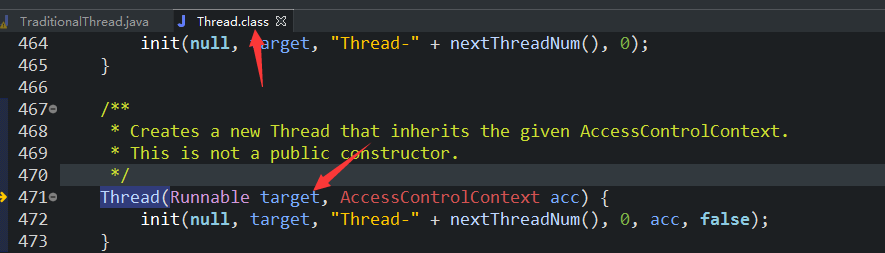 TraditionalThread.java Thread.class
464 init(null, target, "Thread-" + nextThreadNum(), 0);
465 }
466
467 /**
468 * Creates a new Thread that inherits the given AccessControlContext.
469 * This is not a public constructor.
470 */
471 Thread(Runnable target, AccessControlContext acc) {
472 init(null, target, "Thread-" + nextThreadNum(), 0, acc, false);
473 }